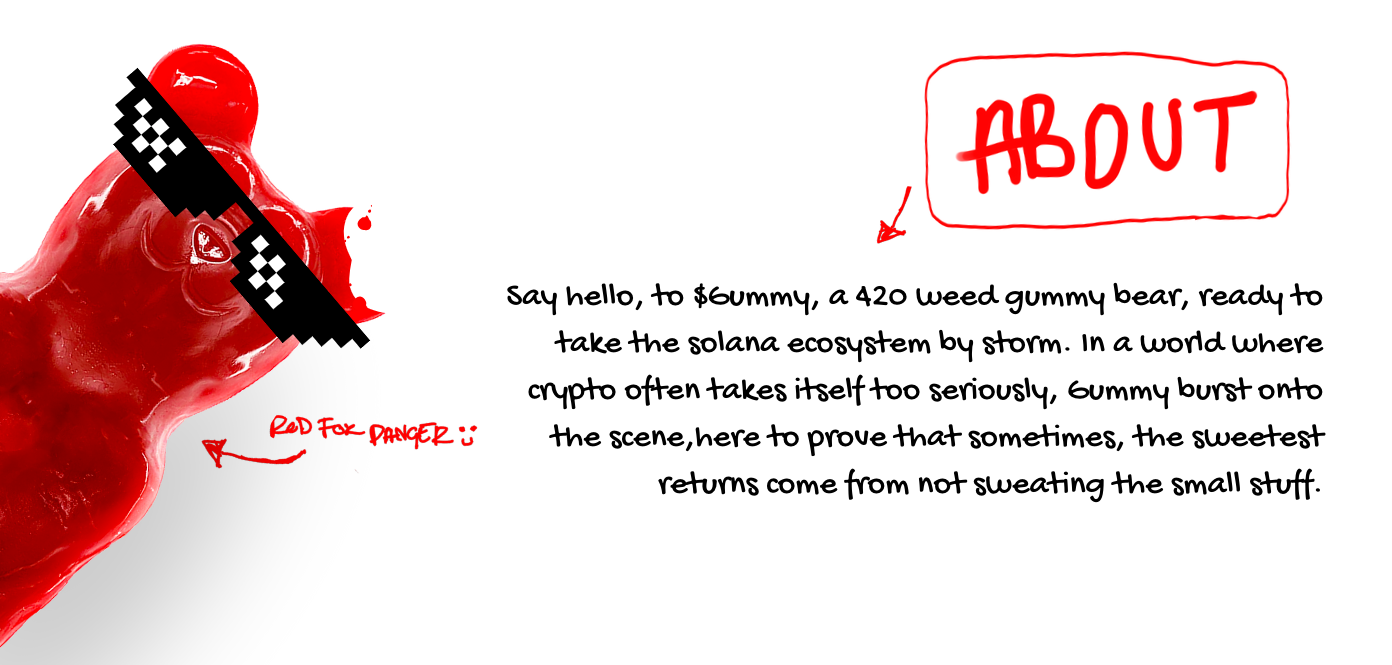 ABOUT
Say hello, to $Gummy, a 420 weed gummy bear, ready to
take the solana ecosystem by storm. In a world where
crypto often takes itself too seriously, Gummy burst onto
the scene,here to prove that sometimes, the sweetest
returns come from not sweating the small stuff.
ReD FOR DANGER :)